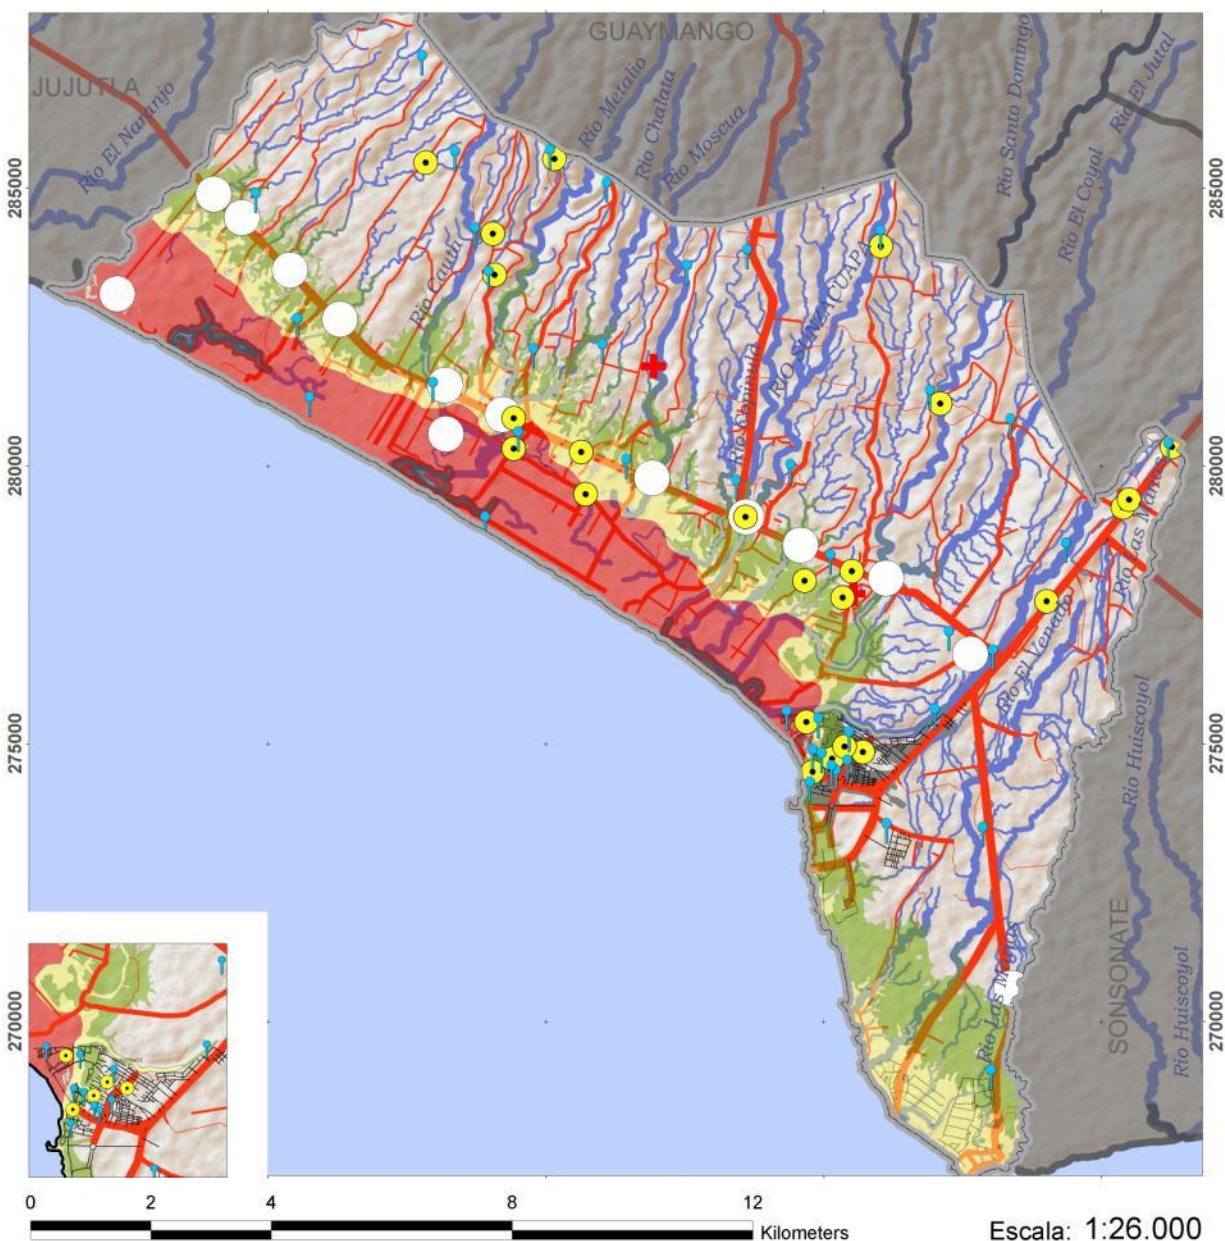 GUAYMANGO
JUJUTLA
Rio El Naranjo
Rio Metalio
Rio Chalata
Rio Moscua
Rio Santo Domingo
Rio El Jutal
Rio El Coyol
285000
285000
Rio Cauta
RIO SUNZACUAPA
280000
280000
Rio Las Marías
Rio El Venado
Rio Huiscoyol
275000
275000
SONSONATE
Rio Las Marías
270000
270000
Rio Huiscoyol
0
2
4
8
12
Kilometers
Escala: 1:26.000